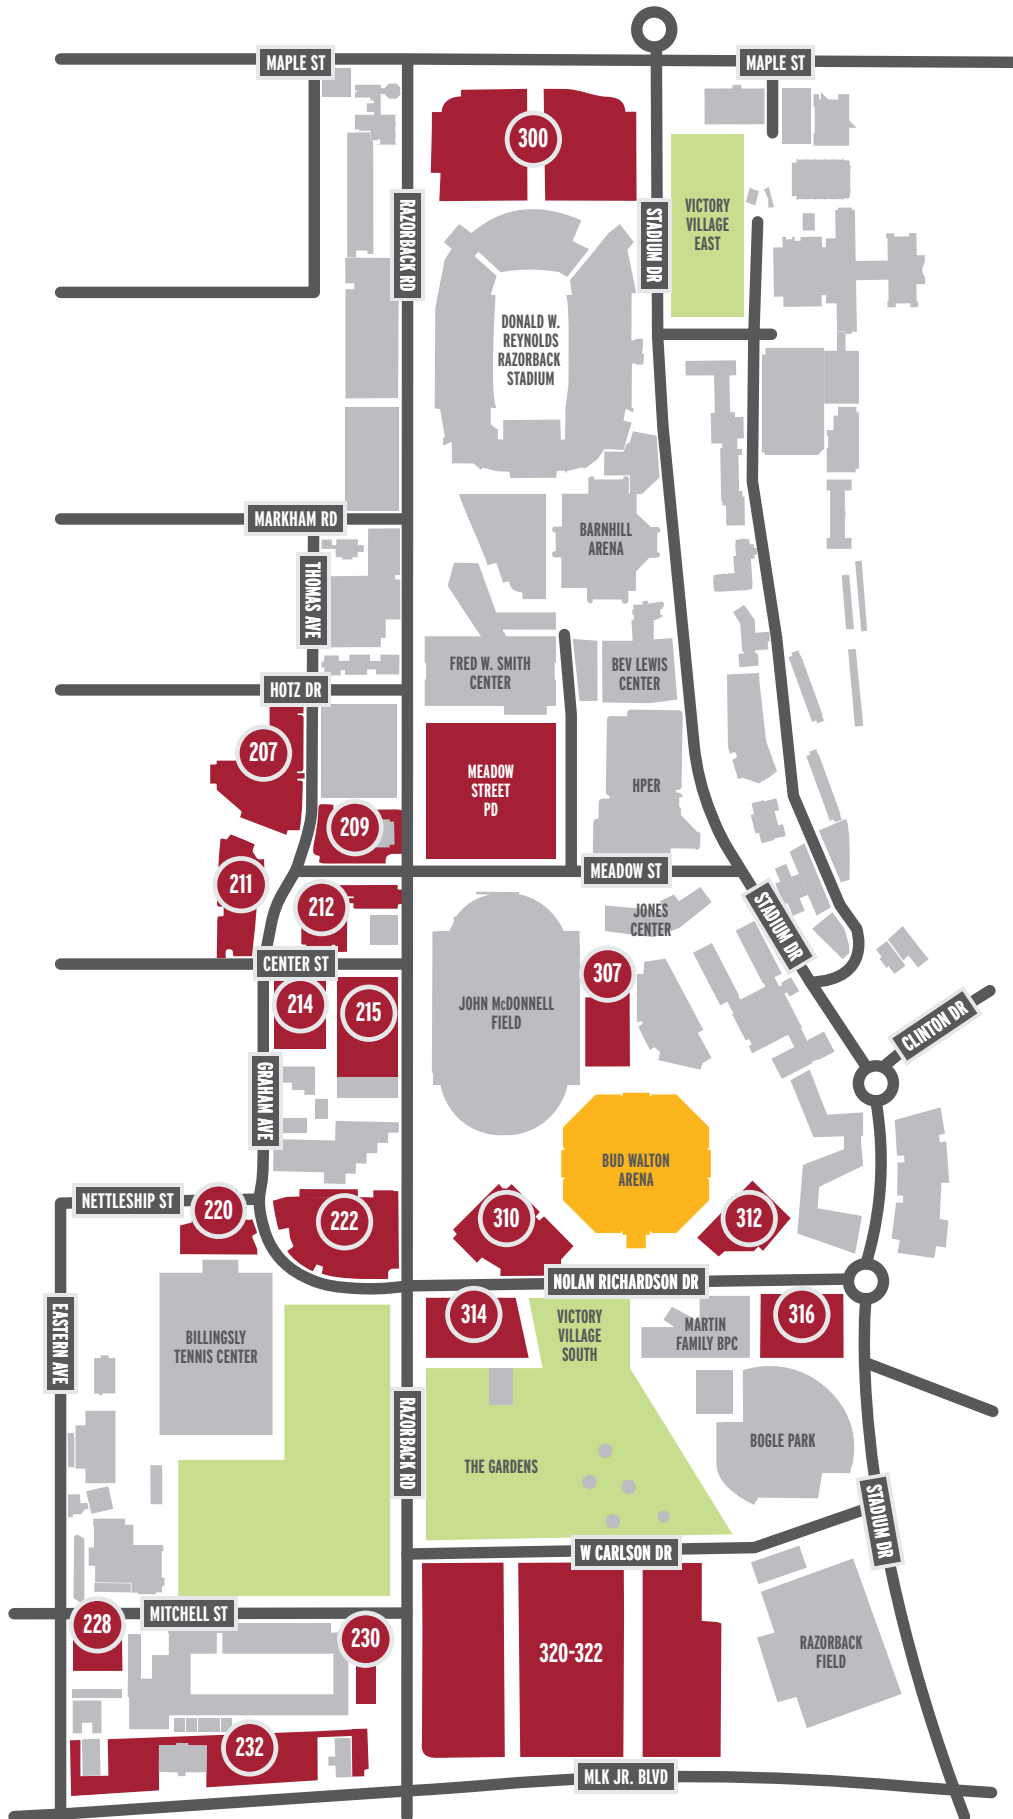 MAPLE ST
MAPLE ST
300
RAZORBACK RD
STADIUM DR
VICTORY
VILLAGE
EAST
DONALD W.
REYNOLDS
RAZORBACK
STADIUM
MARKHAM RD
BARNHILL
ARENA
THOMAS AVE
FRED W. SMITH
CENTER
BEV LEWIS
CENTER
HOTZ DR
207
MEADOW
STREET
PD
HPER
209
MEADOW ST
211
212
JONES
CENTER
STADIUM DR
CENTER ST
307
214
215
JOHN McDONNELL
FIELD
CLINTON DR
GRAHAM AVE
BUD WALTON
ARENA
NETTLESHIP ST
220
222
310
312
NOLAN RICHARDSON DR
EASTERN AVE
BILLINGSLY
TENNIS CENTER
314
VICTORY
VILLAGE
SOUTH
MARTIN
FAMILY BPC
316
RAZORBACK RD
THE GARDENS
BOGLE PARK
STADIUM DR
W CARLSON DR
MITCHELL ST
228
230
320-322
RAZORBACK
FIELD
232
MLK JR. BLVD